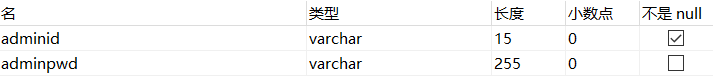 名 类型 长度 小数点 不是 null
adminid varchar 15 0
adminpwd varchar 255 0